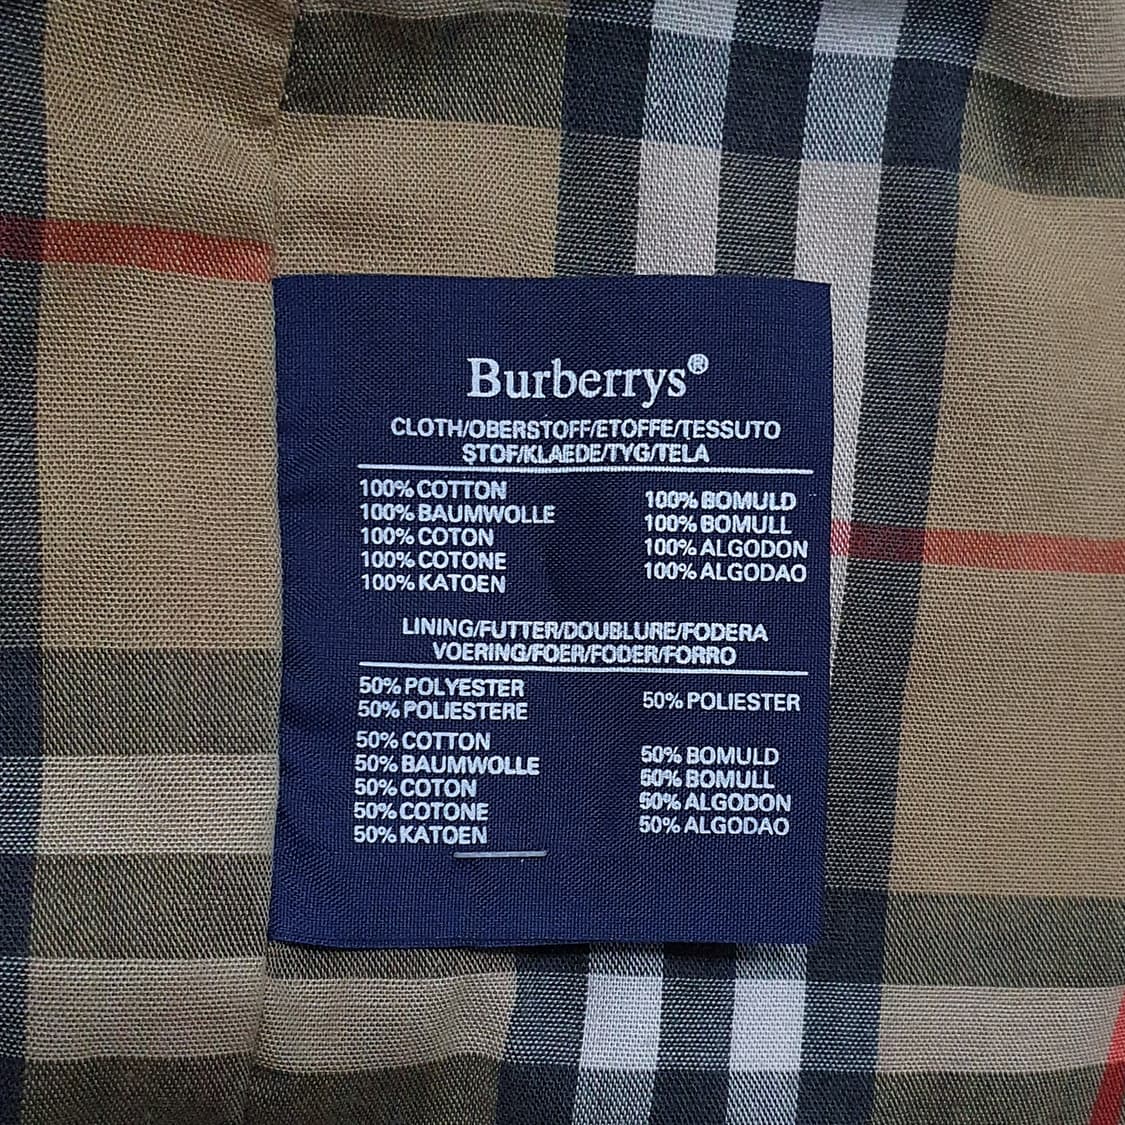 Burberrys®
CLOTH/OBERSTOFF/ETOFFE/TESSUTO
STOF/KLAEDE/TYG/TELA
100% COTTON
100% BAUMWOLLE
100% COTON
100% COTONE
100% KATOEN
100% BOMULD
100% BOMULL
100% ALGODON
100% ALGODAO
LINING/FUTTER/DOUBLURE/FODERA
VOERING/FOER/FODER/FORRO
50% POLYESTER
50% POLIESTERE
50% POLIESTER
50% COTTON
50% BAUMWOLLE
50% COTON
50% COTONE
50% KATOEN
50% BOMULD
50% BOMULL
50% ALGODON
50% ALGODAO